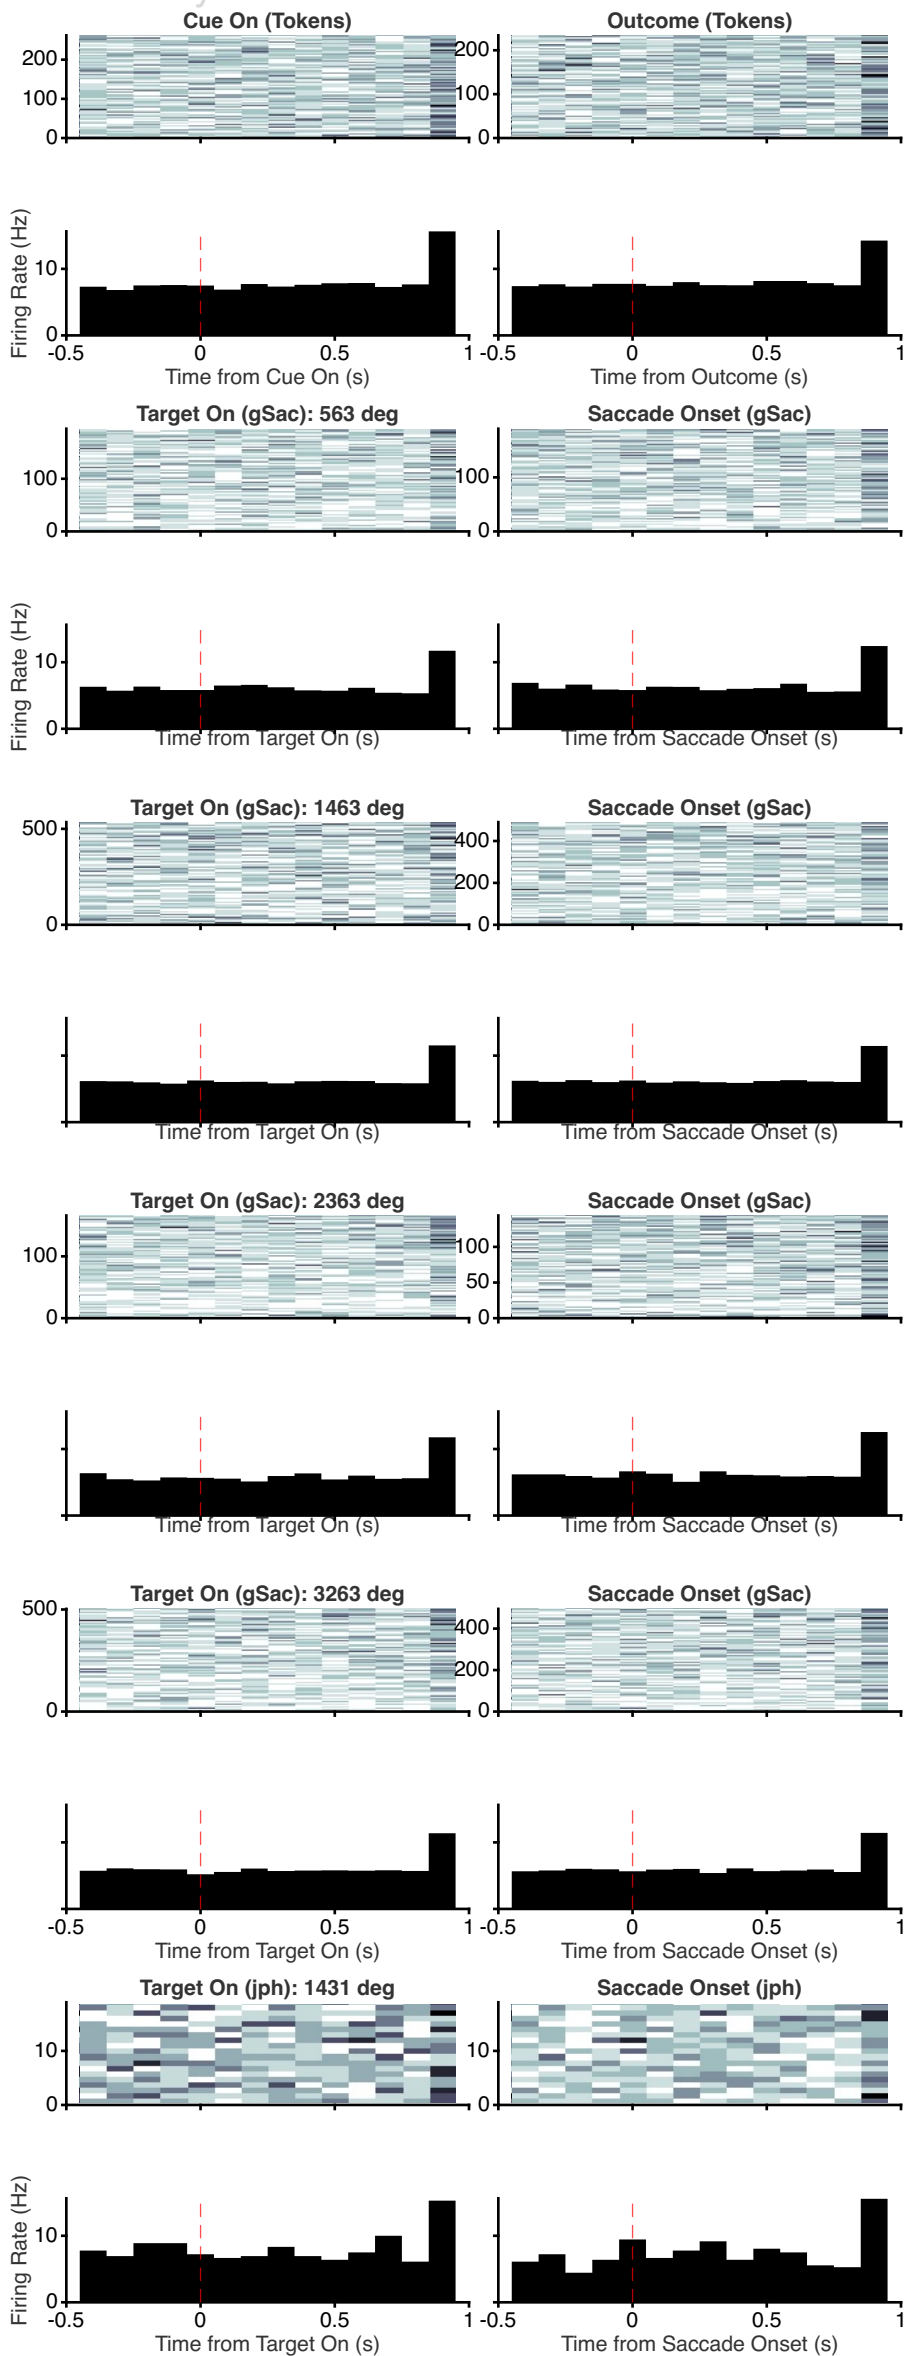 Cue On (Tokens) Outcome (Tokens)
200 200
100 100
0 0
Firing Rate (Hz)
10
0
-0.5 0 0.5 1 -0.5 0 0.5 1
Time from Cue On (s) Time from Outcome (s)
Target On (gSac): 563 deg Saccade Onset (gSac)
100 100
0 0
Firing Rate (Hz)
10
0
Time from Target On (s) Time from Saccade Onset (s)
Target On (gSac): 1463 deg Saccade Onset (gSac)
500 400
200
0 0
Time from Target On (s) Time from Saccade Onset (s)
Target On (gSac): 2363 deg Saccade Onset (gSac)
100 100
50
0 0
Time from Target On (s) Time from Saccade Onset (s)
Target On (gSac): 3263 deg Saccade Onset (gSac)
500 400
200
0 0
-0.5 0 0.5 1 -0.5 0 0.5 1
Time from Target On (s) Time from Saccade Onset (s)
Target On (jph): 1431 deg Saccade Onset (jph)
10 10
0 0
Firing Rate (Hz)
10
0
-0.5 0 0.5 1 -0.5 0 0.5 1
Time from Target On (s) Time from Saccade Onset (s)